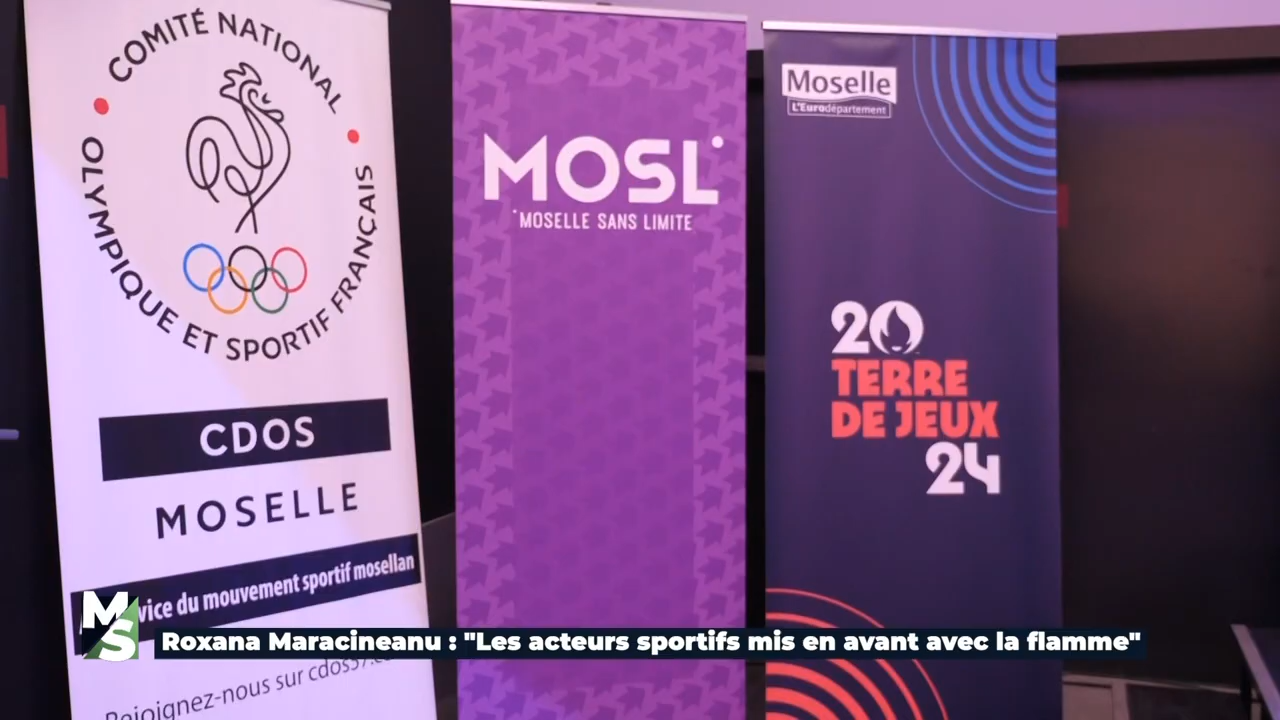 COMITÉ NATIONAL
OLYMPIQUE ET SPORTIF FRANÇAIS
CDOS
MOSELLE
vice du mouvement sportif mosellan
Rejoignez-nous sur cdos57.
MOSL
MOSELLE SANS LIMITE
Moselle
L'Eurodépartement
20
TERRE
DE JEUX
24
MS
Roxana Maracineanu : "Les acteurs sportifs mis en avant avec la flamme"